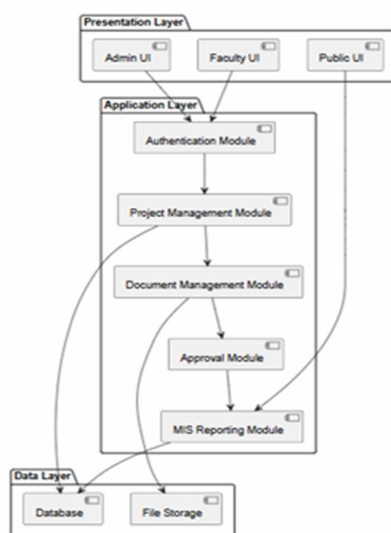 Presentation Layer
Admin UI
Faculty UI
Public UI
Application Layer
Authentication Module
Project Management Module
Document Management Module
Approval Module
MIS Reporting Module
Data Layer
Database
File Storage